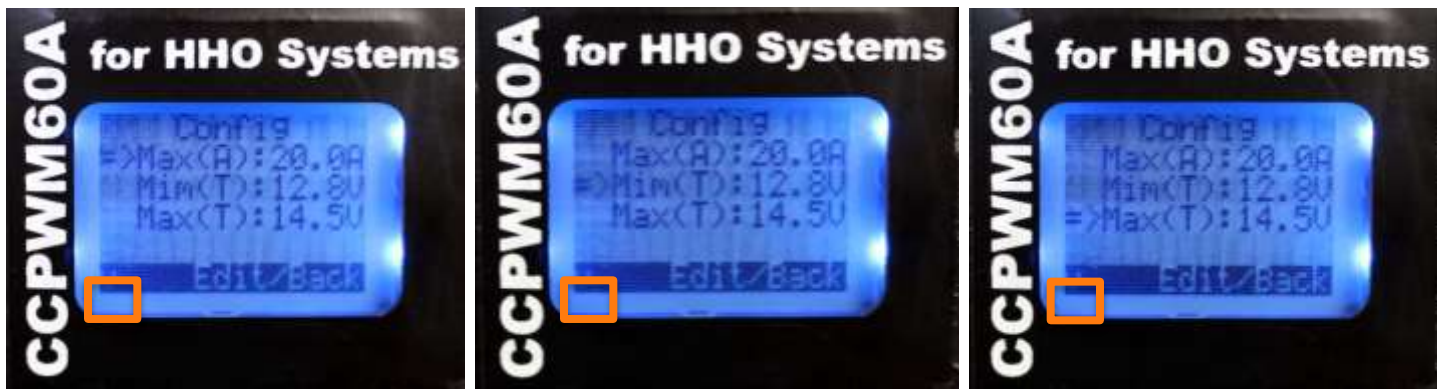 CCPWM60A
for HHO Systems
Config
=>Max(A):20.0A
Mim(T):12.8V
Max(T):14.5V
Edit/Back
CCPWM60A
for HHO Systems
Config
Max(A):20.0A
=>Mim(T):12.8V
Max(T):14.5V
Edit/Back
CCPWM60A
for HHO Systems
Config
Max(A):20.0A
Mim(T):12.8V
=>Max(T):14.5V
Edit/Back